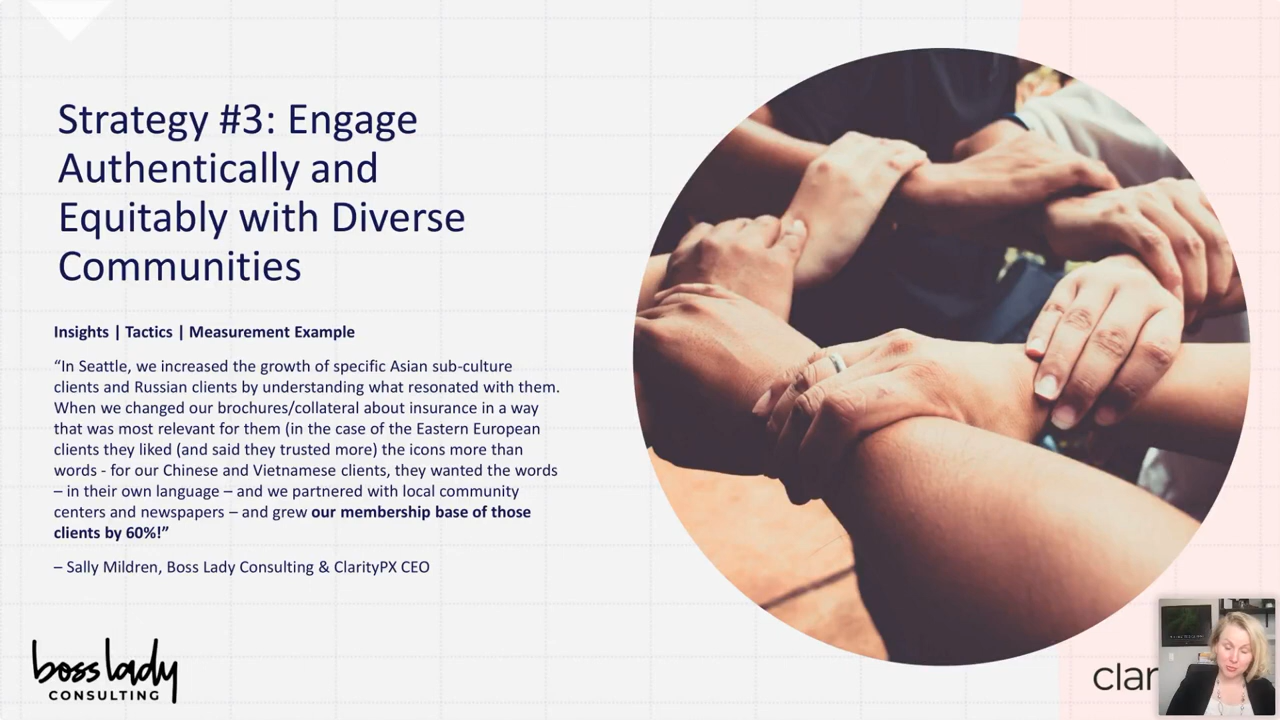 Strategy #3: Engage
Authentically and
Equitably with Diverse
Communities
Insights | Tactics | Measurement Example
“In Seattle, we increased the growth of specific Asian sub-culture
clients and Russian clients by understanding what resonated with them.
When we changed our brochures/collateral about insurance in a way
that was most relevant for them (in the case of the Eastern European
clients they liked (and said they trusted more) the icons more than
words - for our Chinese and Vietnamese clients, they wanted the words
– in their own language – and we partnered with local community
centers and newspapers – and grew our membership base of those
clients by 60%!”
– Sally Mildren, Boss Lady Consulting & ClarityPX CEO
boss lady
CONSULTING
clar